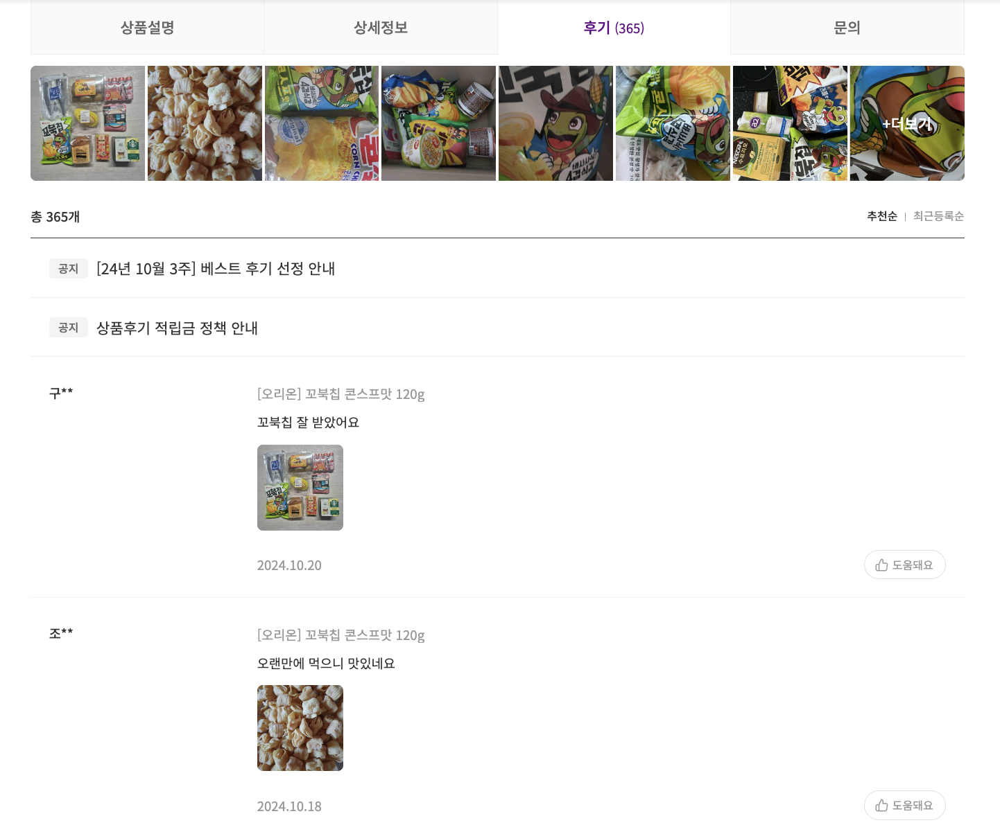 상품설명
상세정보
후기 (365)
문의
+더보기
총 365개
추천순
최근등록순
공지 [24년 10월 3주] 베스트 후기 선정 안내
공지 상품후기 적립금 정책 안내
구**
[오리온] 꼬북칩 콘스프맛 120g
꼬북칩 잘 받았어요
2024.10.20
도움돼요
조**
[오리온] 꼬북칩 콘스프맛 120g
오랜만에 먹으니 맛있네요
2024.10.18
도움돼요